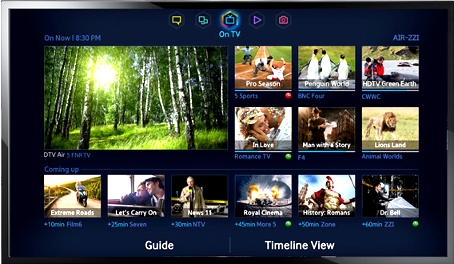 On TV
On Now | 8:30 PM
AIR-ZZI
Pro Season
Penguin World
HDTV Green Earth
5 Sports
BNC Four
CWWC
In Love
Man with a Story
Lions Land
DTV Air 5 FNR TV
Romance TV
F4
Animal Worlds
Coming up
Extreme Roads
Let's Carry On
News 11
Royal Cinema
History: Romans
Dr. Bell
+10min Film6
+25min Seven
+30min NTV
+45min More 5
+50min Zone
+60min ZZI
Guide
Timeline View